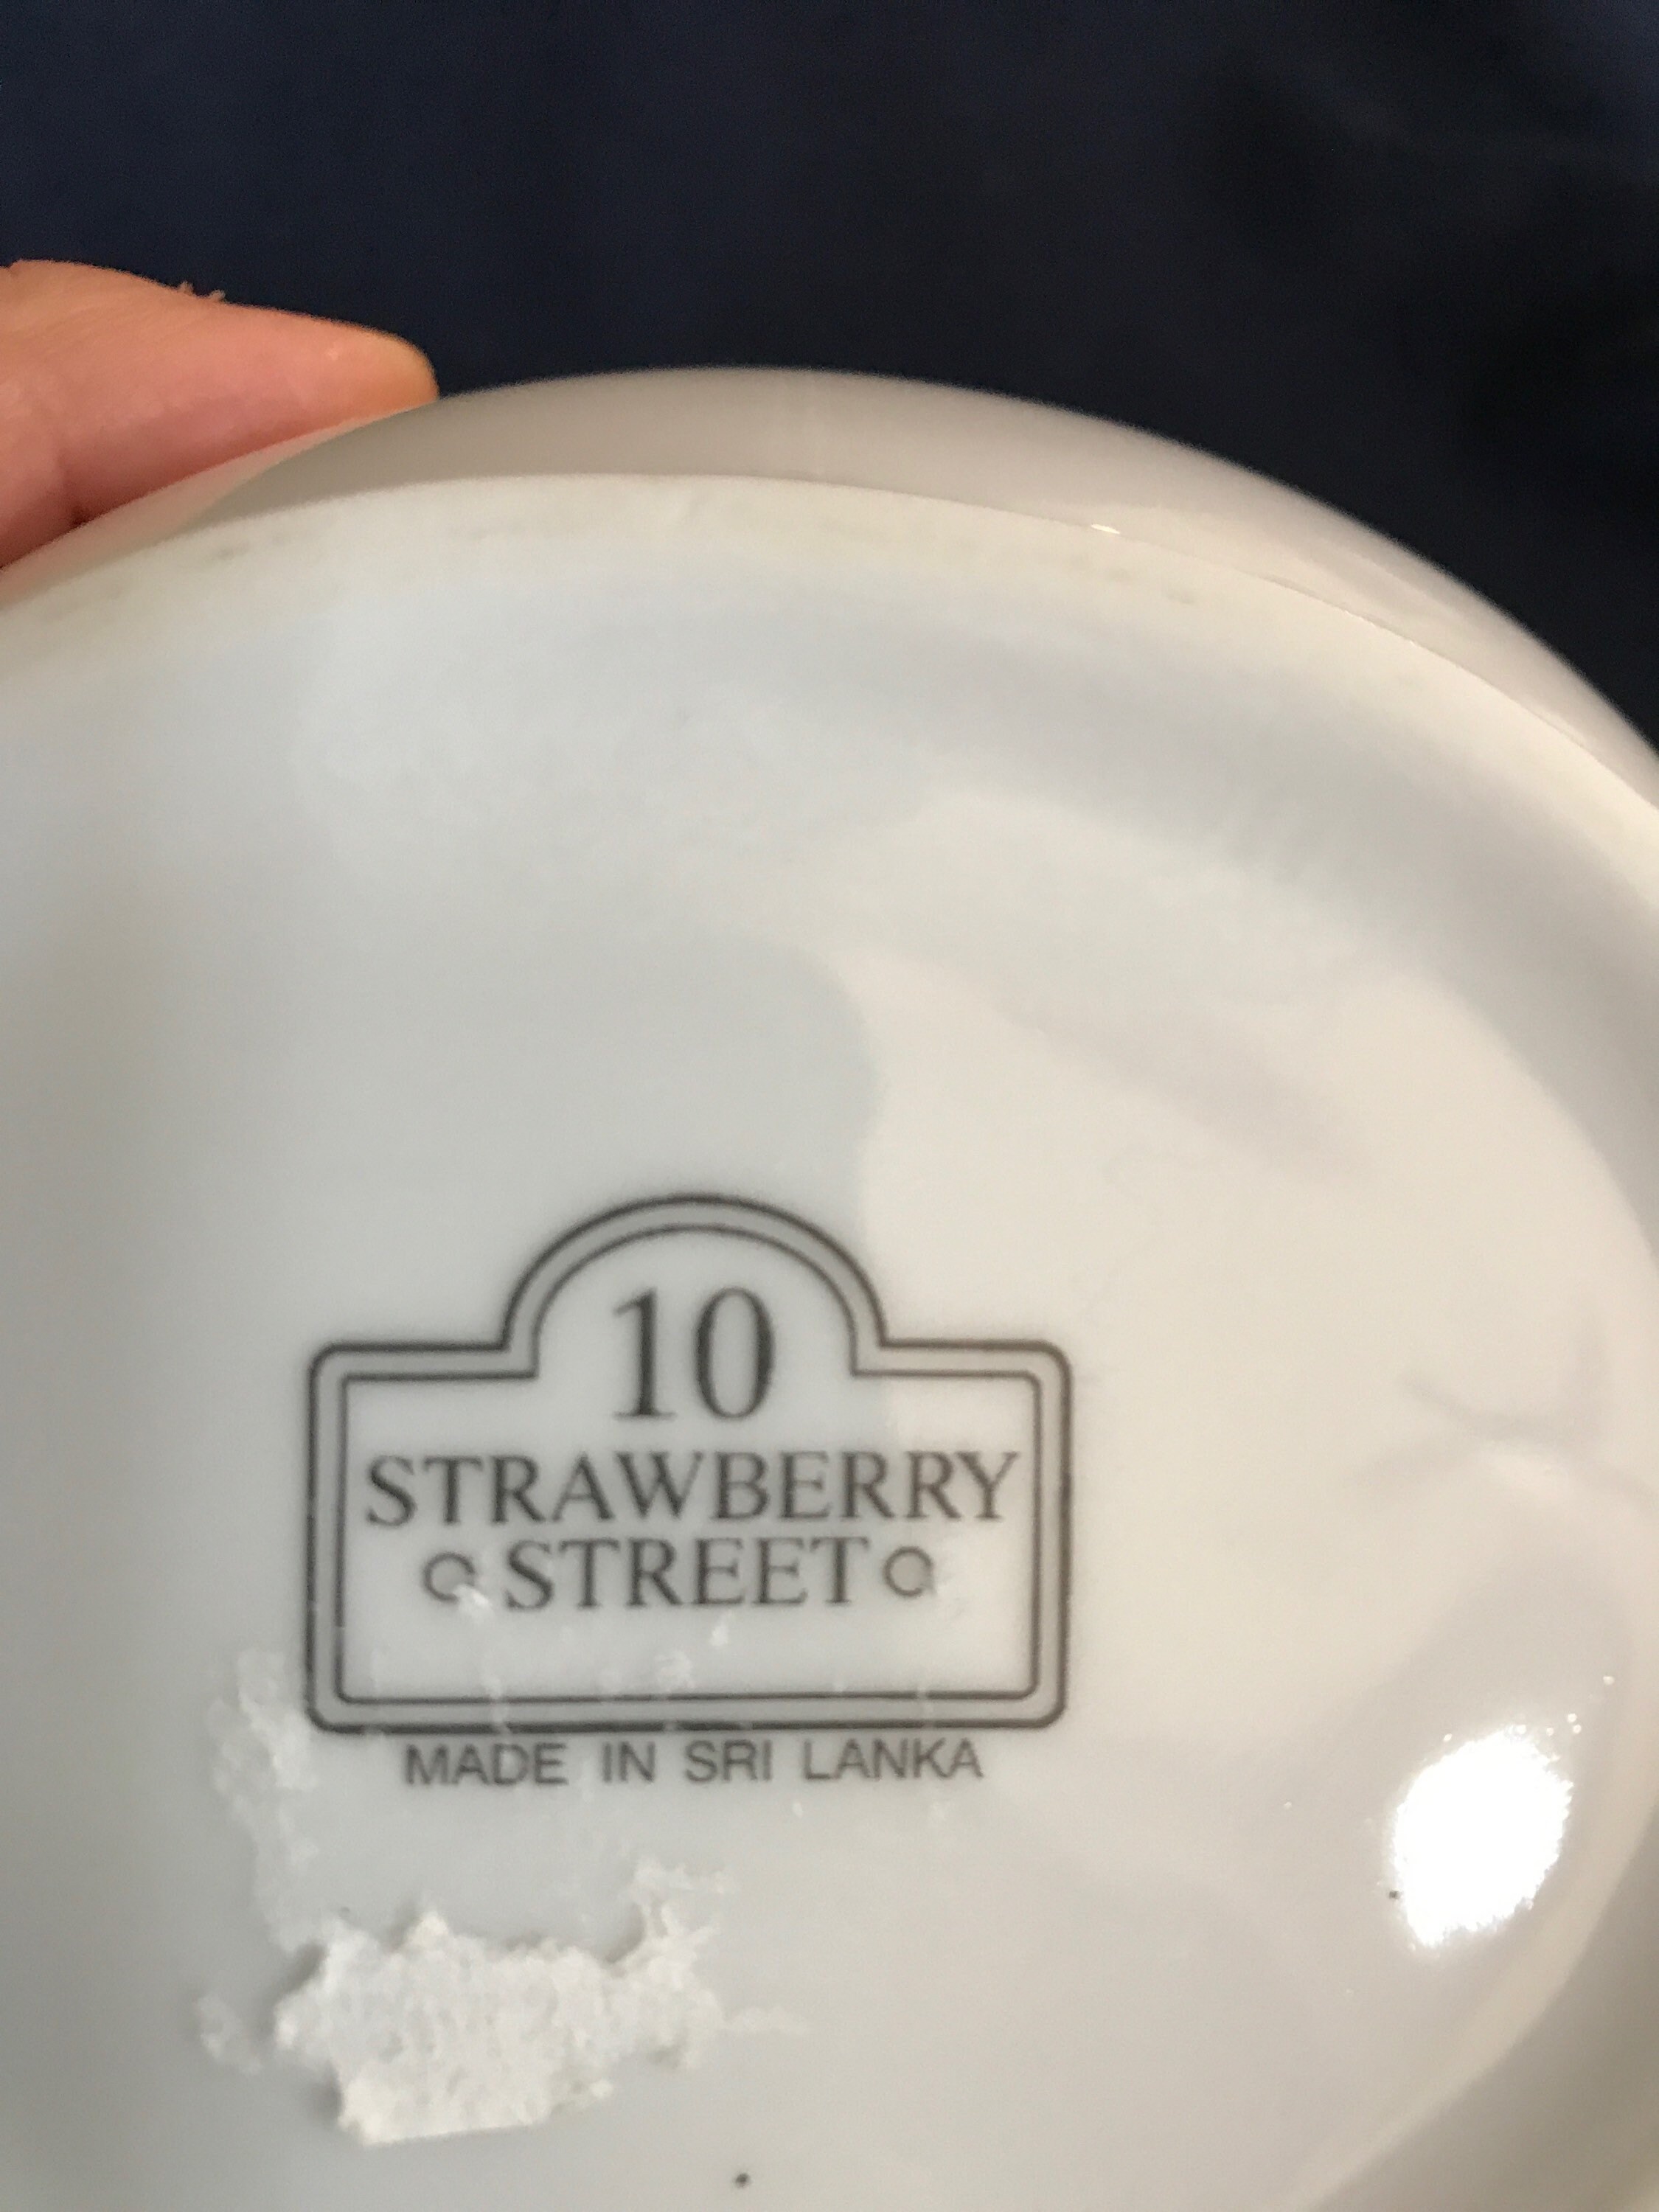 10
STRAWBERRY
STREET
MADE IN SRI LANKA